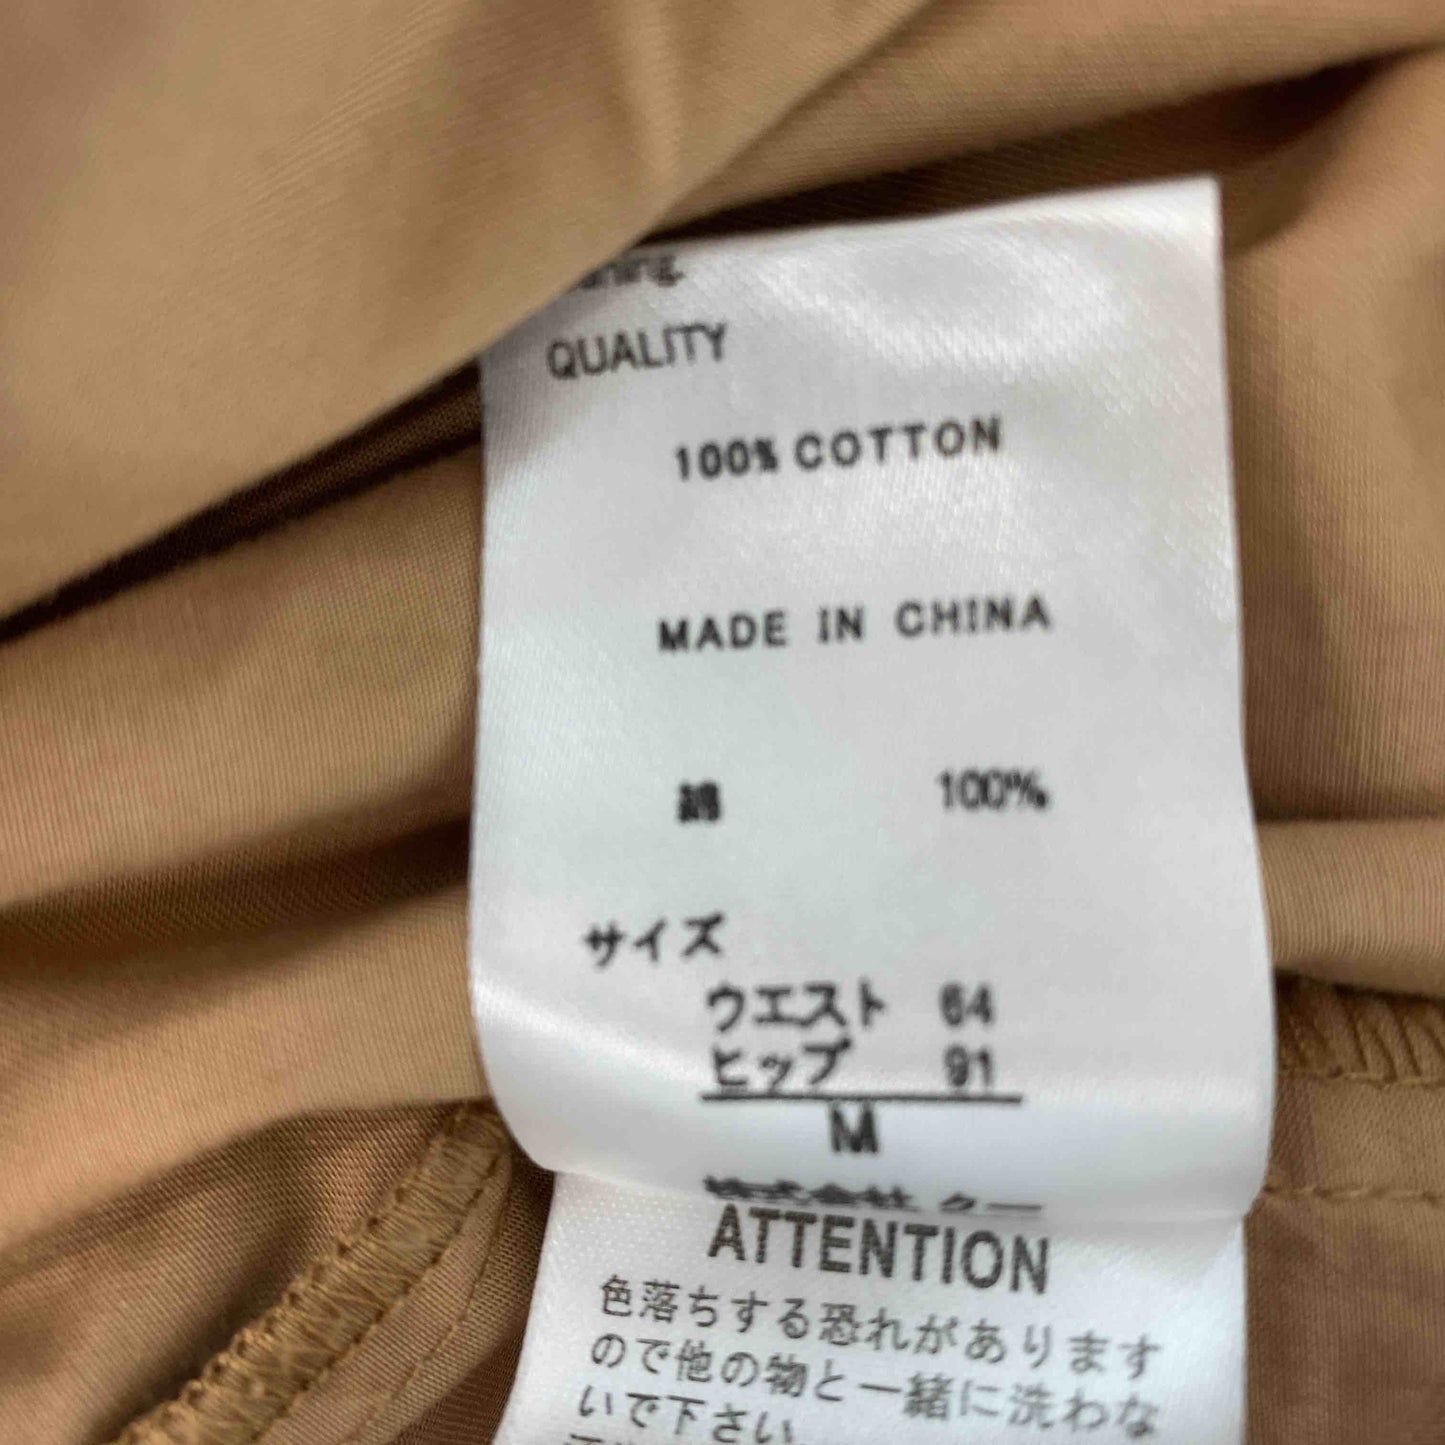 QUALITY
100% COTTON
MADE IN CHINA
綿 100%
サイズ
ウエスト 64
ヒップ 91
M
ATTENTION
色落ちする恐れがあります
ので他の物と一緒に洗わな
いで下さい。